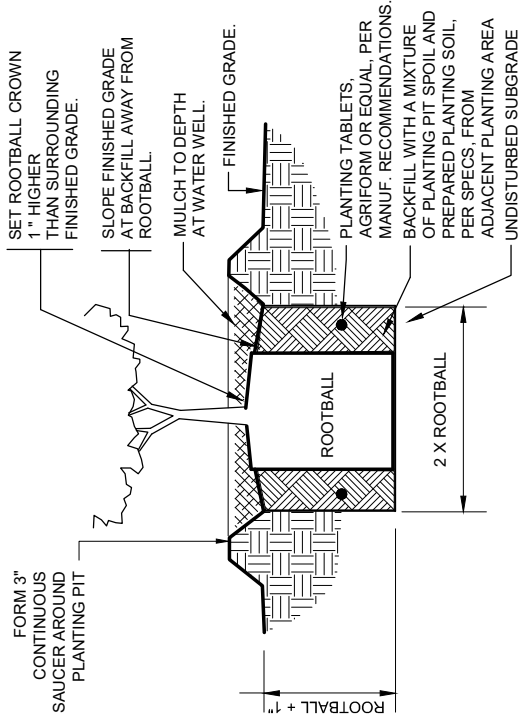 FORM 3"
CONTINUOUS
SAUCER AROUND
PLANTING PIT
SET ROOTBALL CROWN
1" HIGHER
THAN SURROUNDING
FINISHED GRADE.
SLOPE FINISHED GRADE
AT BACKFILL AWAY FROM
ROOTBALL.
MULCH TO DEPTH
AT WATER WELL.
FINISHED GRADE.
PLANTING TABLETS,
AGRIFORM OR EQUAL, PER
MANUF. RECOMMENDATIONS.
BACKFILL WITH A MIXTURE
OF PLANTING PIT SPOIL AND
PREPARED PLANTING SOIL,
PER SPECS, FROM
ADJACENT PLANTING AREA
UNDISTURBED SUBGRADE
ROOTBALL
2 X ROOTBALL
ROOTBALL + 1"